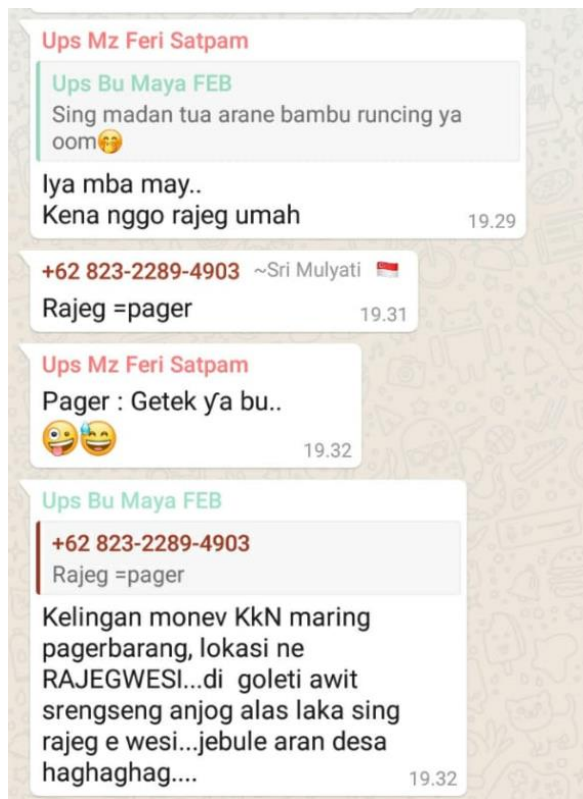 Ups Mz Feri Satpam
Ups Bu Maya FEB
Sing madan tua arane bambu runcing ya
oom🤭
Iya mba may..
Kena nggo rajeg umah
19.29
+62 823-2289-4903 ~Sri Mulyati 🇸🇬
Rajeg =pager
19.31
Ups Mz Feri Satpam
Pager : Getek ya bu..
🤪😅
19.32
Ups Bu Maya FEB
+62 823-2289-4903
Rajeg =pager
Kelingan monev KkN maring
pagerbarang, lokasi ne
RAJEGWESI...di goleti awit
srengseng anjog alas laka sing
rajeg e wesi...jebule aran desa
haghaghag....
19.32